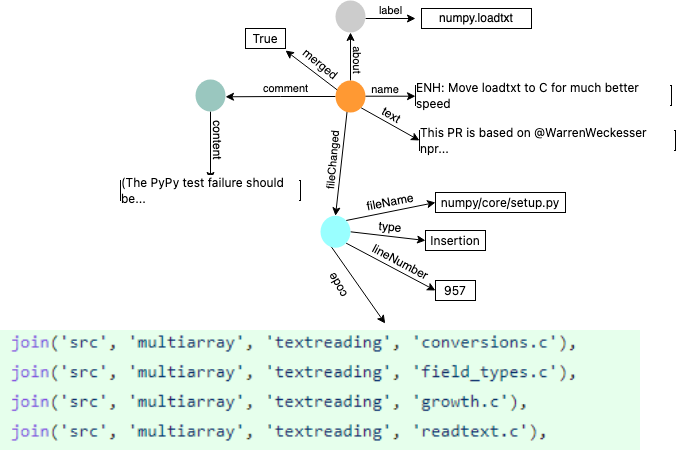 label
numpy.loadtxt
about
True
merged
comment
name
ENH: Move loadtxt to C for much better
speed
text
This PR is based on @WarrenWeckesser
npr...
content
(The PyPy test failure should
be...
fileChanged
fileName
numpy/core/setup.py
type
Insertion
lineNumber
957
code
join('src', 'multiarray', 'textreading', 'conversions.c'),
join('src', 'multiarray', 'textreading', 'field_types.c'),
join('src', 'multiarray', 'textreading', 'growth.c'),
join('src', 'multiarray', 'textreading', 'readtext.c'),